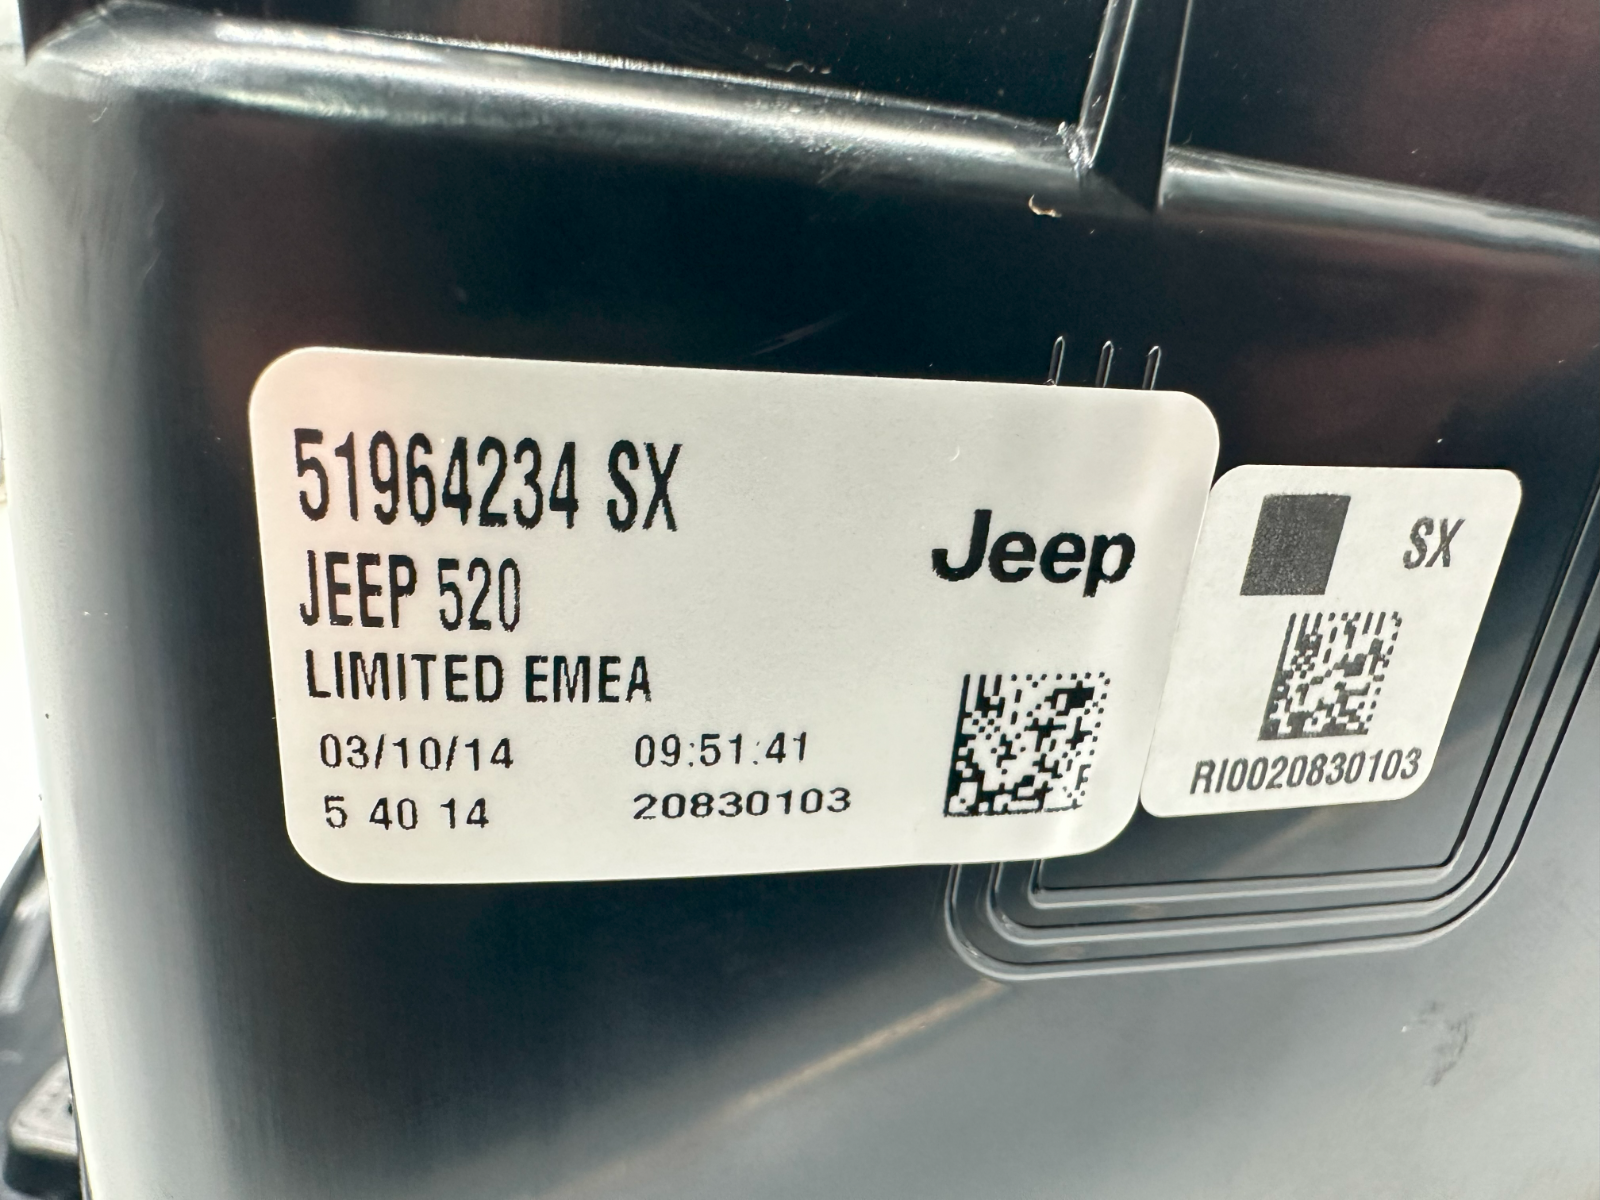 51964234 SX
JEEP 520
LIMITED EMEA
03/10/14 09:51:41
5 40 14 20830103
Jeep
SX
RI0020830103